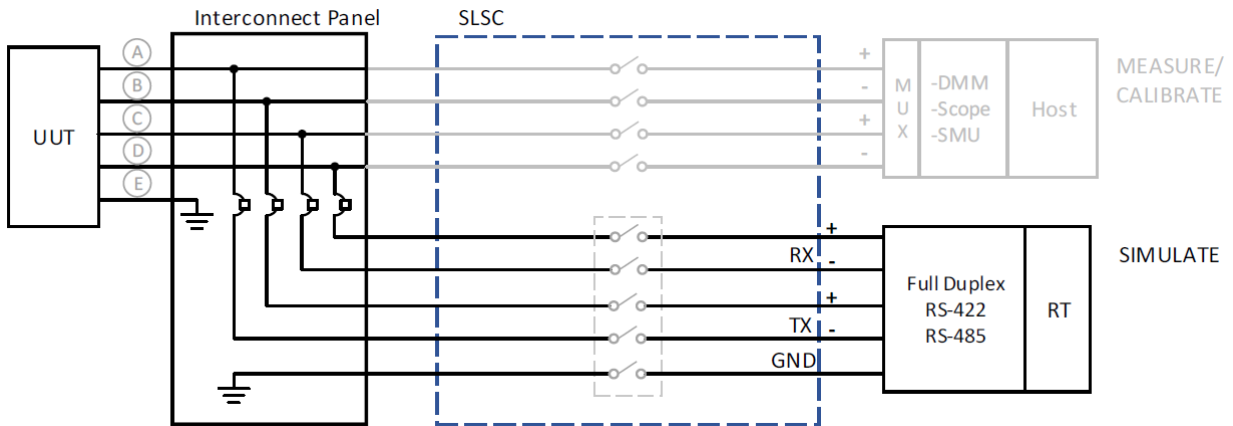 Interconnect Panel
SLSC
UUT
A
B
C
D
E
+
-
+
-
MUX
-DMM
-Scope
-SMU
Host
MEASURE/
CALIBRATE
+
RX
-
+
TX
-
GND
Full Duplex
RS-422
RS-485
RT
SIMULATE